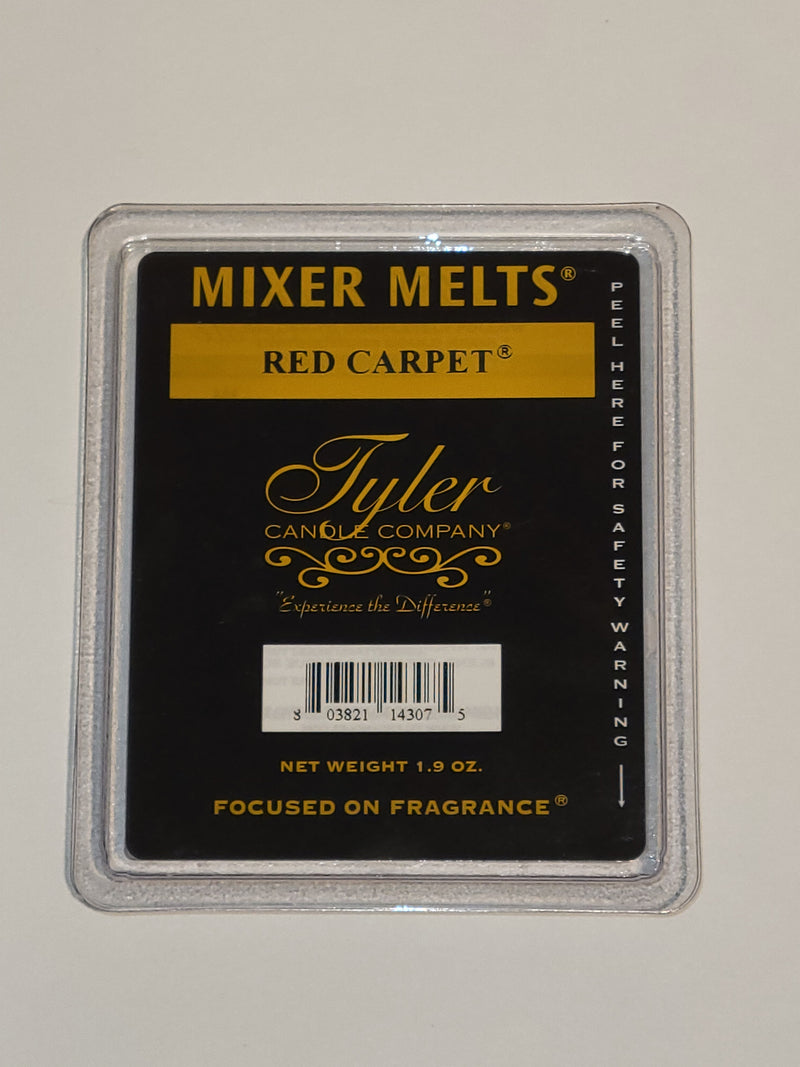 MIXER MELTS®
RED CARPET®
Tyler
CANDLE COMPANY®
"Experience the Difference"®
8 03821 14307 5
NET WEIGHT 1.9 OZ.
FOCUSED ON FRAGRANCE®
PEEL HERE FOR SAFETY WARNING